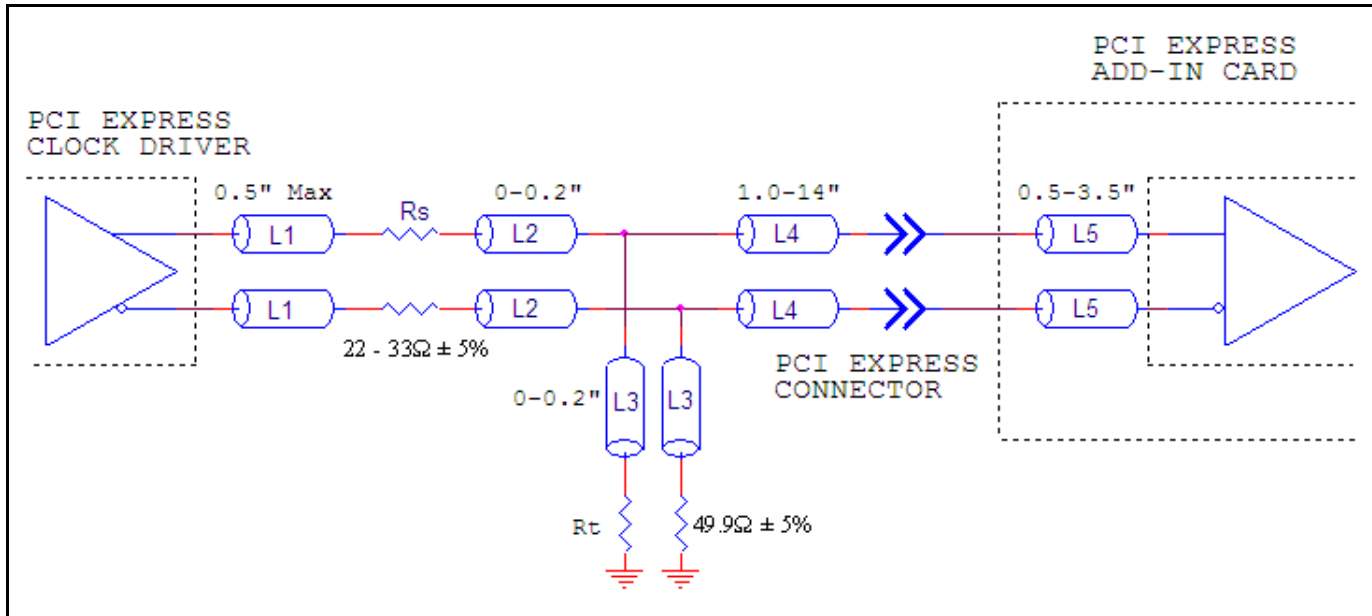 PCI EXPRESS
ADD-IN CARD
PCI EXPRESS
CLOCK DRIVER
0.5" Max
0-0.2"
1.0-14"
0.5-3.5"
Rs
L1
L2
L4
L5
L1
L2
L4
L5
22 - 33Ω ± 5%
PCI EXPRESS
CONNECTOR
0-0.2"
L3
L3
Rt
49.9Ω ± 5%